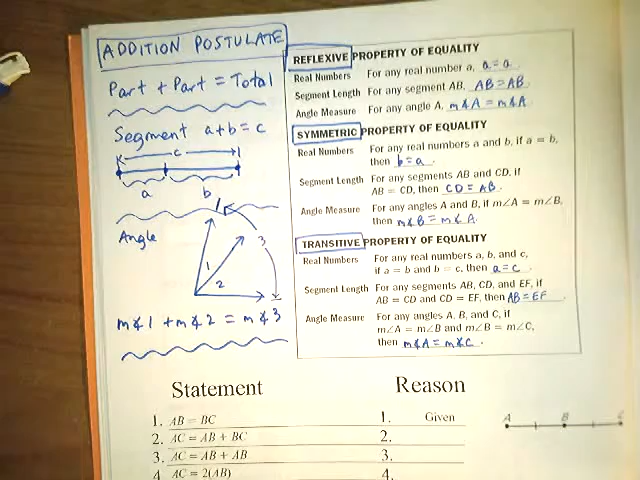 ADDITION POSTULATE
Part + Part = Total
Segment a+b=c
c
a b
Angle
3
1
2
m∡1 + m∡2 = m∡3
REFLEXIVE PROPERTY OF EQUALITY
Real Numbers For any real number a, a=a.
Segment Length For any segment AB, AB=AB.
Angle Measure For any angle A, m∡A = m∡A.
SYMMETRIC PROPERTY OF EQUALITY
Real Numbers For any real numbers a and b, if a = b,
then b=a.
Segment Length For any segments AB and CD, if
AB = CD, then CD = AB.
Angle Measure For any angles A and B, if m∠A = m∠B,
then m∡B = m∡A.
TRANSITIVE PROPERTY OF EQUALITY
Real Numbers For any real numbers a, b, and c,
if a = b and b = c, then a=c.
Segment Length For any segments AB, CD, and EF, if
AB = CD and CD = EF, then AB=EF.
Angle Measure For any angles A, B, and C, if
m∠A = m∠B and m∠B = m∠C,
then m∡A = m∡C.
Statement Reason
1. AB = BC 1. Given
2. AC = AB + BC 2.
3. AC = AB + AB 3.
4. AC = 2(AB) 4.
A B C